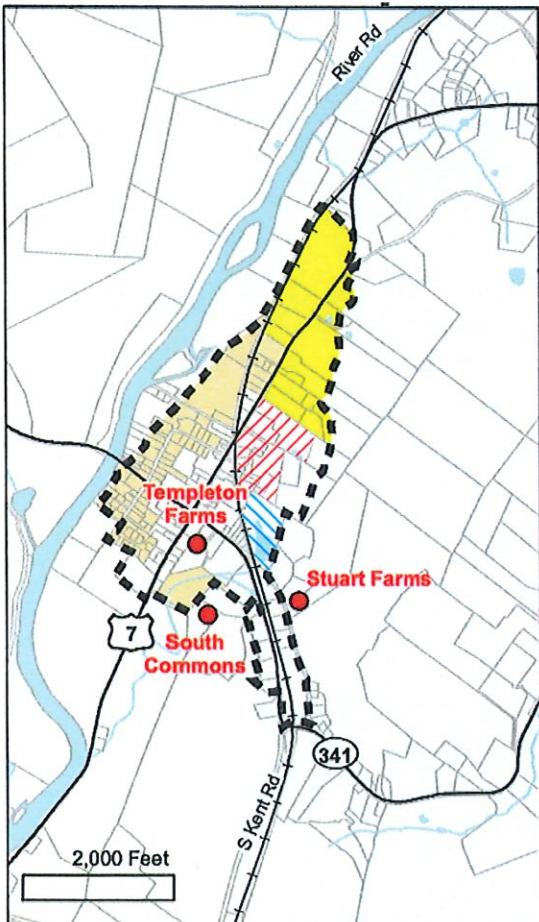 River Rd
Templeton
Farms
Stuart Farms
7
South
Commons
341
S Kent Rd
2,000 Feet